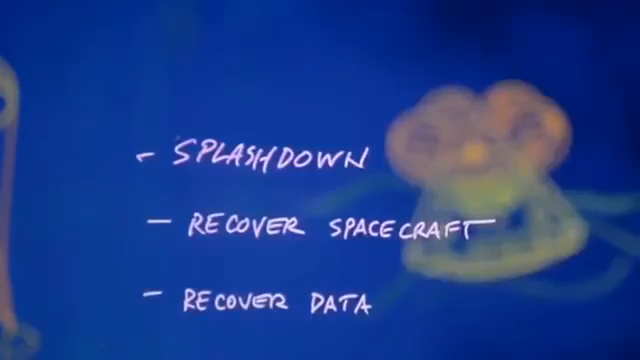 - SPLASHDOWN
- RECOVER SPACECRAFT
- RECOVER DATA